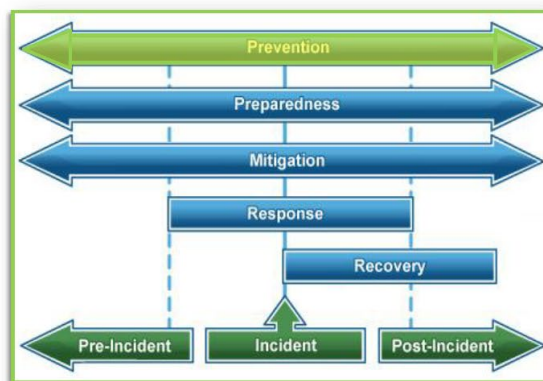 Prevention
Preparedness
Mitigation
Response
Recovery
Pre-Incident
Incident
Post-Incident